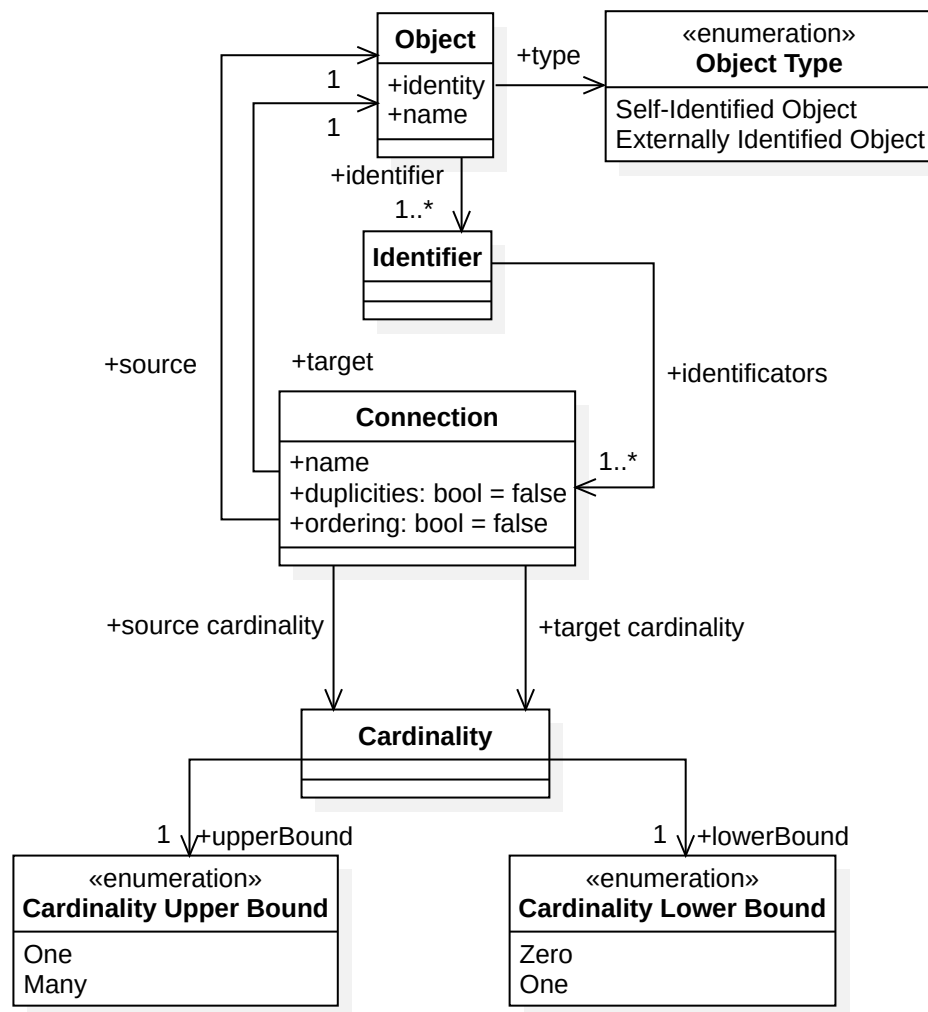 Object
+identity
+name
+type
«enumeration»
Object Type
Self-Identified Object
Externally Identified Object
1
1
+identifier
1..*
Identifier
+source
+target
+identificators
1..*
Connection
+name
+duplicities: bool = false
+ordering: bool = false
+source cardinality
+target cardinality
Cardinality
1
+upperBound
1
+lowerBound
«enumeration»
Cardinality Upper Bound
One
Many
«enumeration»
Cardinality Lower Bound
Zero
One